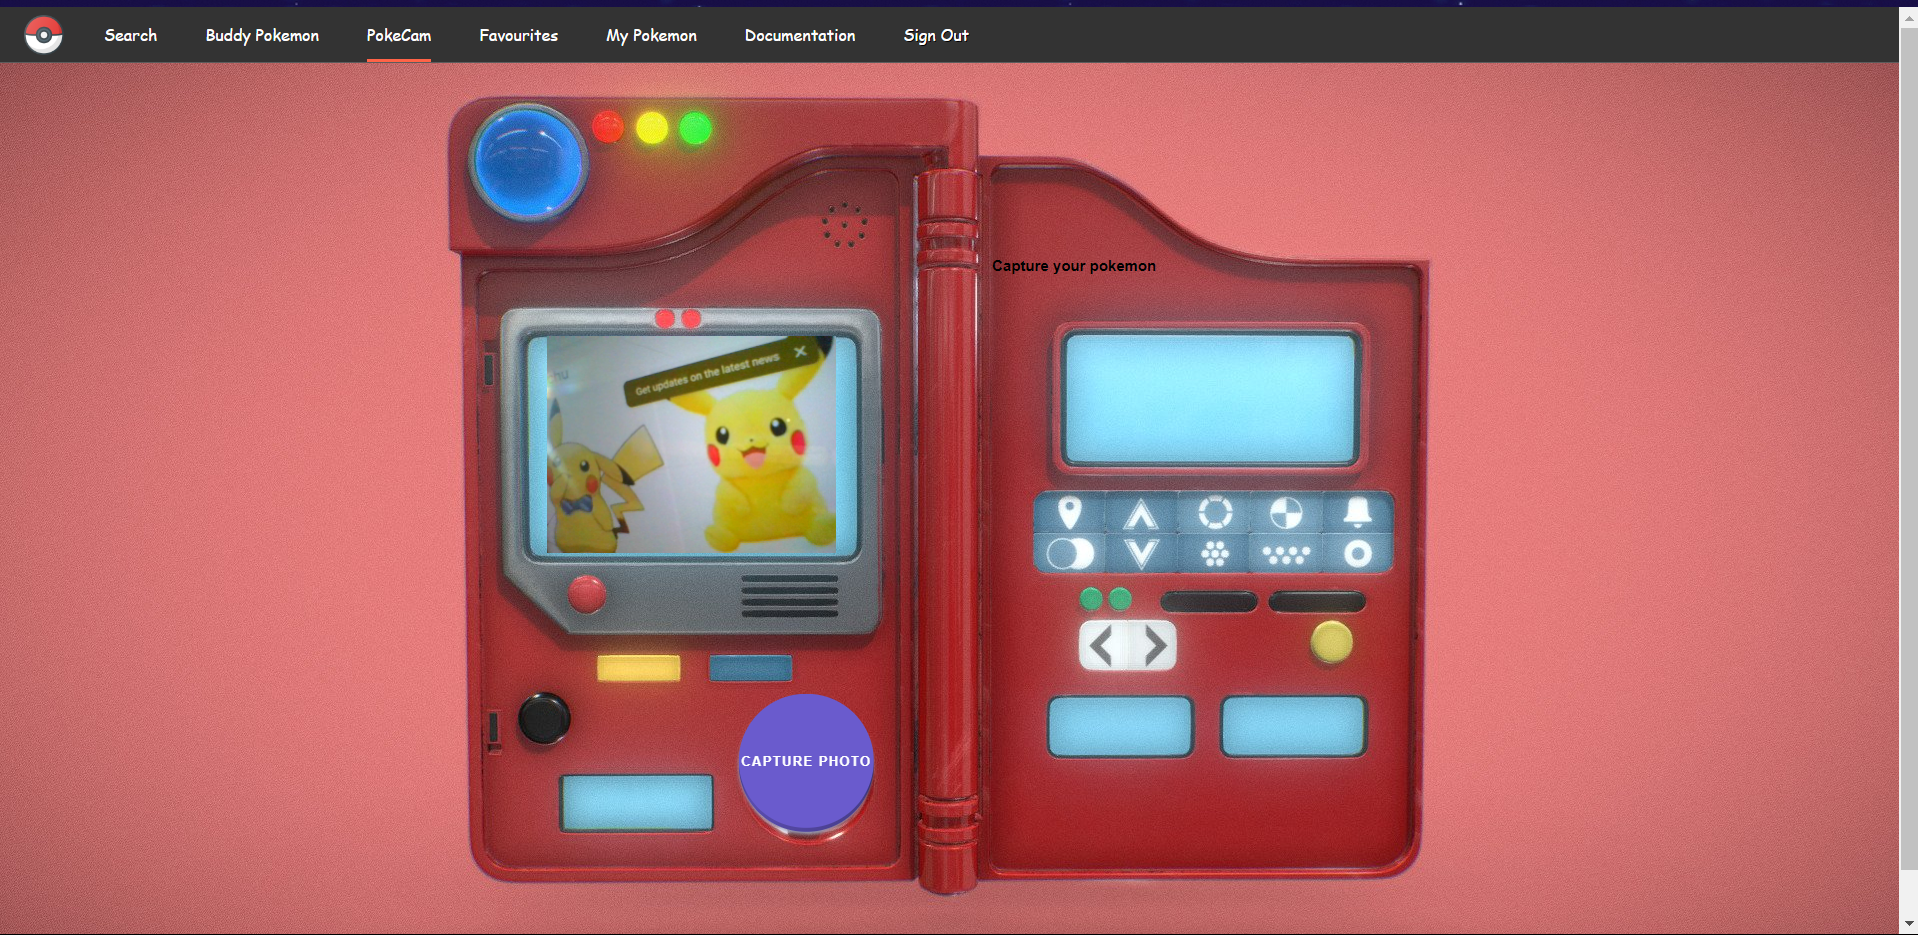 Search
Buddy Pokemon
PokeCam
Favourites
My Pokemon
Documentation
Sign Out
Capture your pokemon
hu
Get updates on the latest news
CAPTURE PHOTO